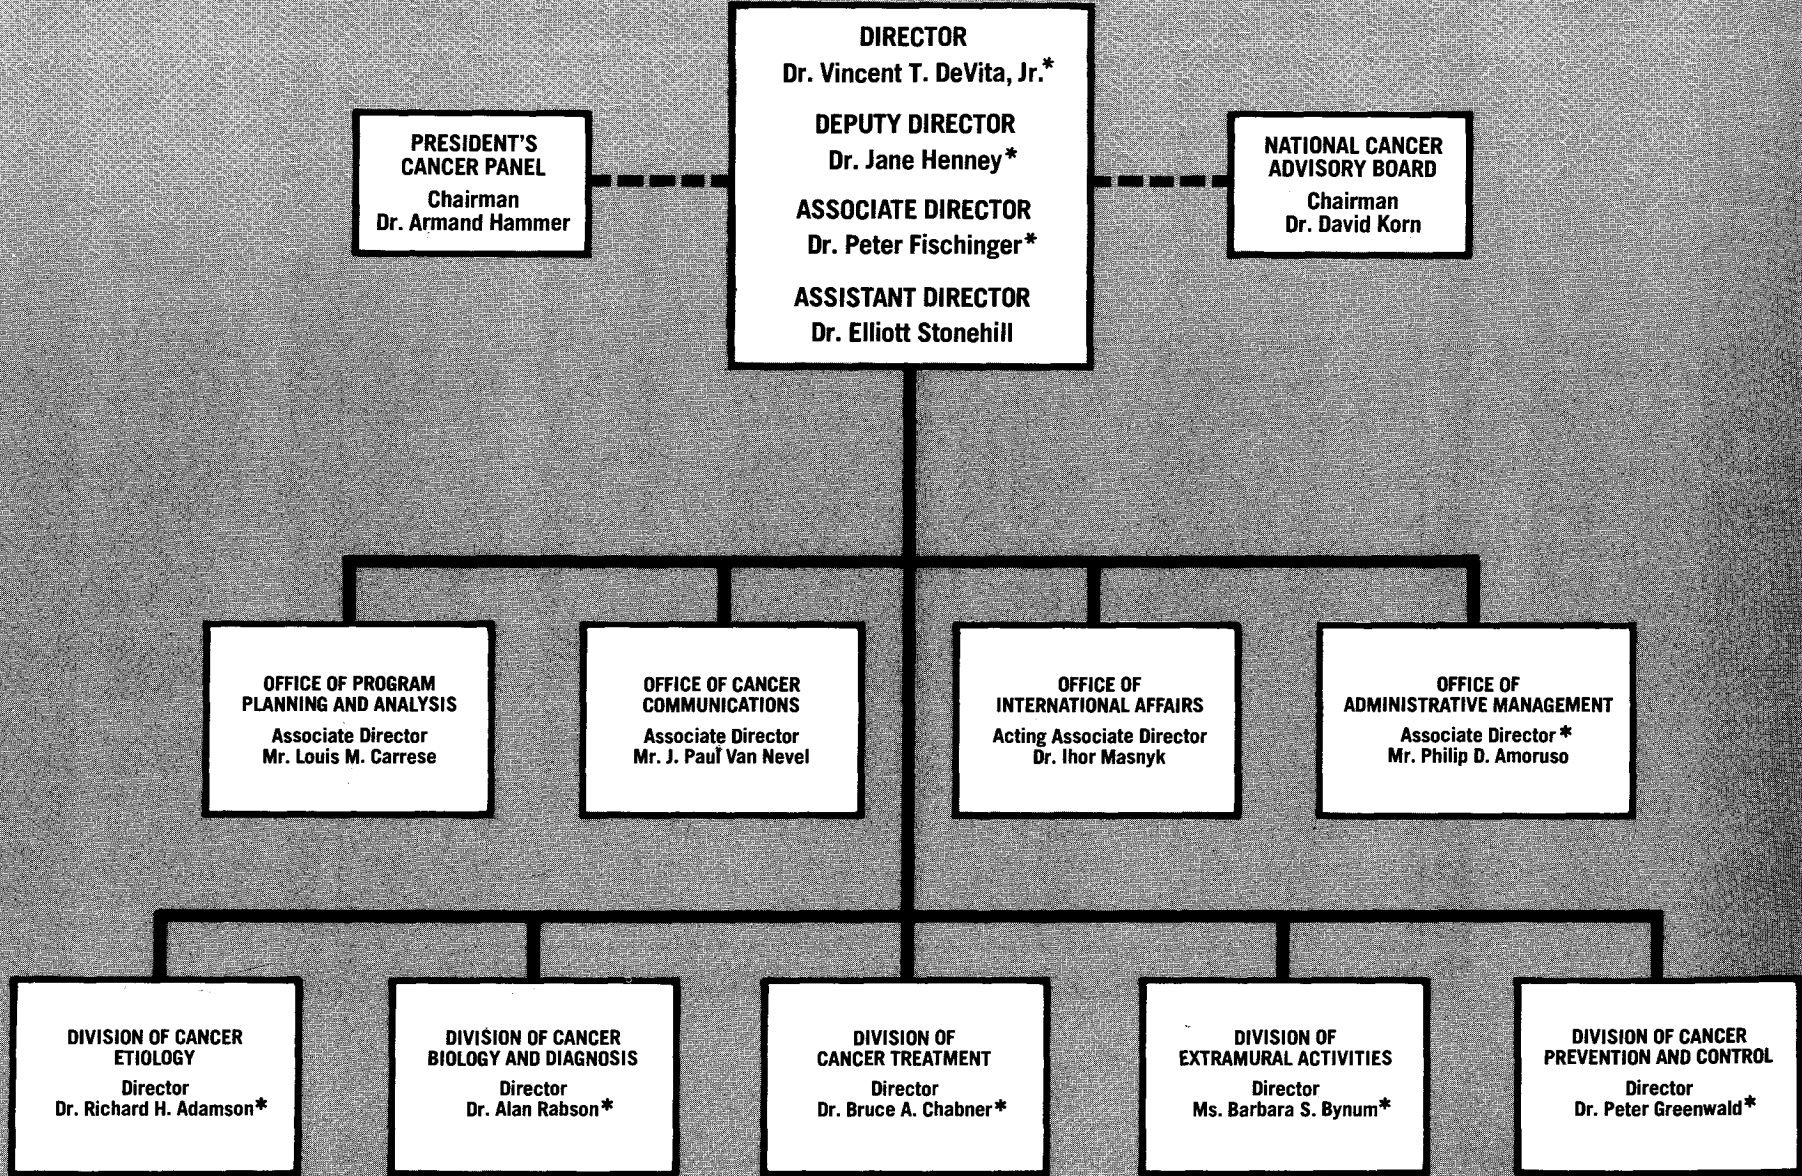 DIRECTOR
Dr. Vincent T. DeVita, Jr.*
DEPUTY DIRECTOR
Dr. Jane Henney*
ASSOCIATE DIRECTOR
Dr. Peter Fischinger*
ASSISTANT DIRECTOR
Dr. Elliott Stonehill
PRESIDENT'S
CANCER PANEL
Chairman
Dr. Armand Hammer
NATIONAL CANCER
ADVISORY BOARD
Chairman
Dr. David Korn
OFFICE OF PROGRAM
PLANNING AND ANALYSIS
Associate Director
Mr. Louis M. Carrese
OFFICE OF CANCER
COMMUNICATIONS
Associate Director
Mr. J. Paul Van Nevel
OFFICE OF
INTERNATIONAL AFFAIRS
Acting Associate Director
Dr. Ihor Masnyk
OFFICE OF
ADMINISTRATIVE MANAGEMENT
Associate Director*
Mr. Philip D. Amoruso
DIVISION OF CANCER
ETIOLOGY
Director
Dr. Richard H. Adamson*
DIVISION OF CANCER
BIOLOGY AND DIAGNOSIS
Director
Dr. Alan Rabson*
DIVISION OF
CANCER TREATMENT
Director
Dr. Bruce A. Chabner*
DIVISION OF
EXTRAMURAL ACTIVITIES
Director
Ms. Barbara S. Bynum*
DIVISION OF CANCER
PREVENTION AND CONTROL
Director
Dr. Peter Greenwald*